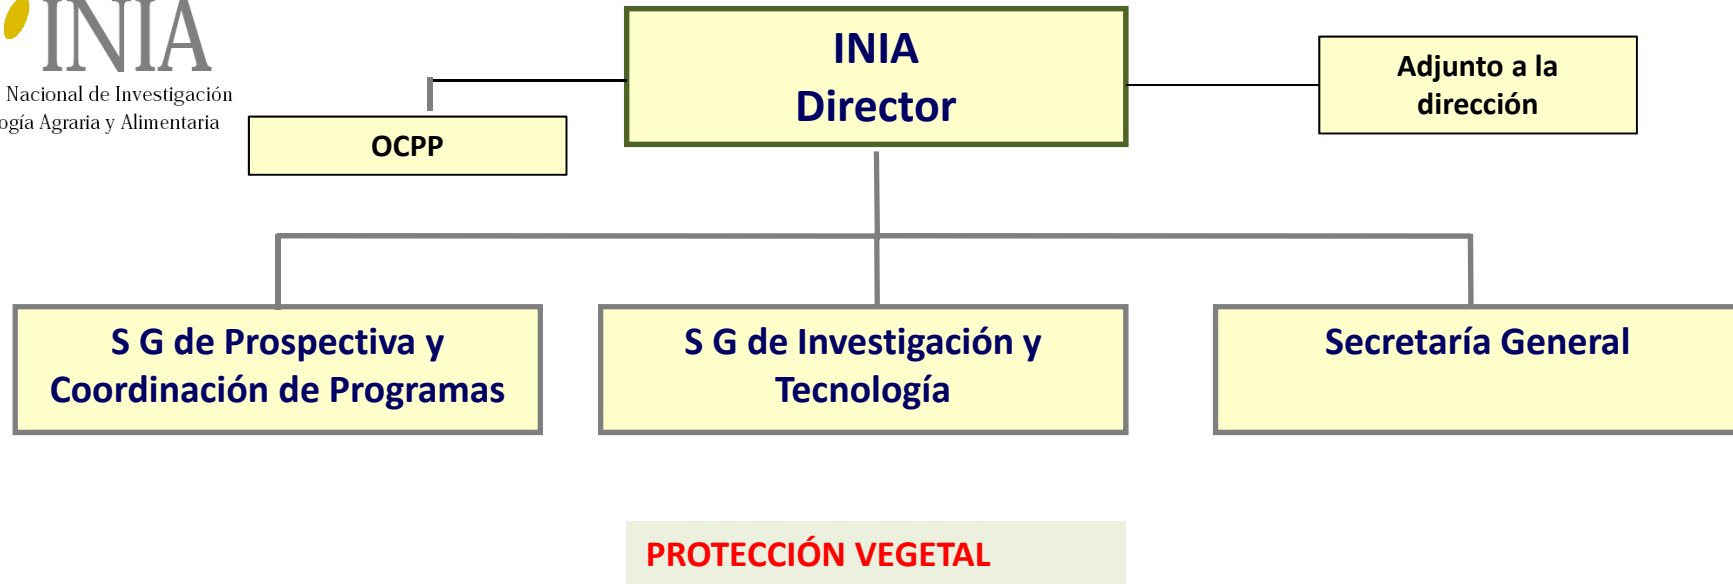 INIA
Nacional de Investigación
ogía Agraria y Alimentaria
INIA
Director
Adjunto a la
dirección
OCPP
S G de Prospectiva y
Coordinación de Programas
S G de Investigación y
Tecnología
Secretaría General
PROTECCIÓN VEGETAL